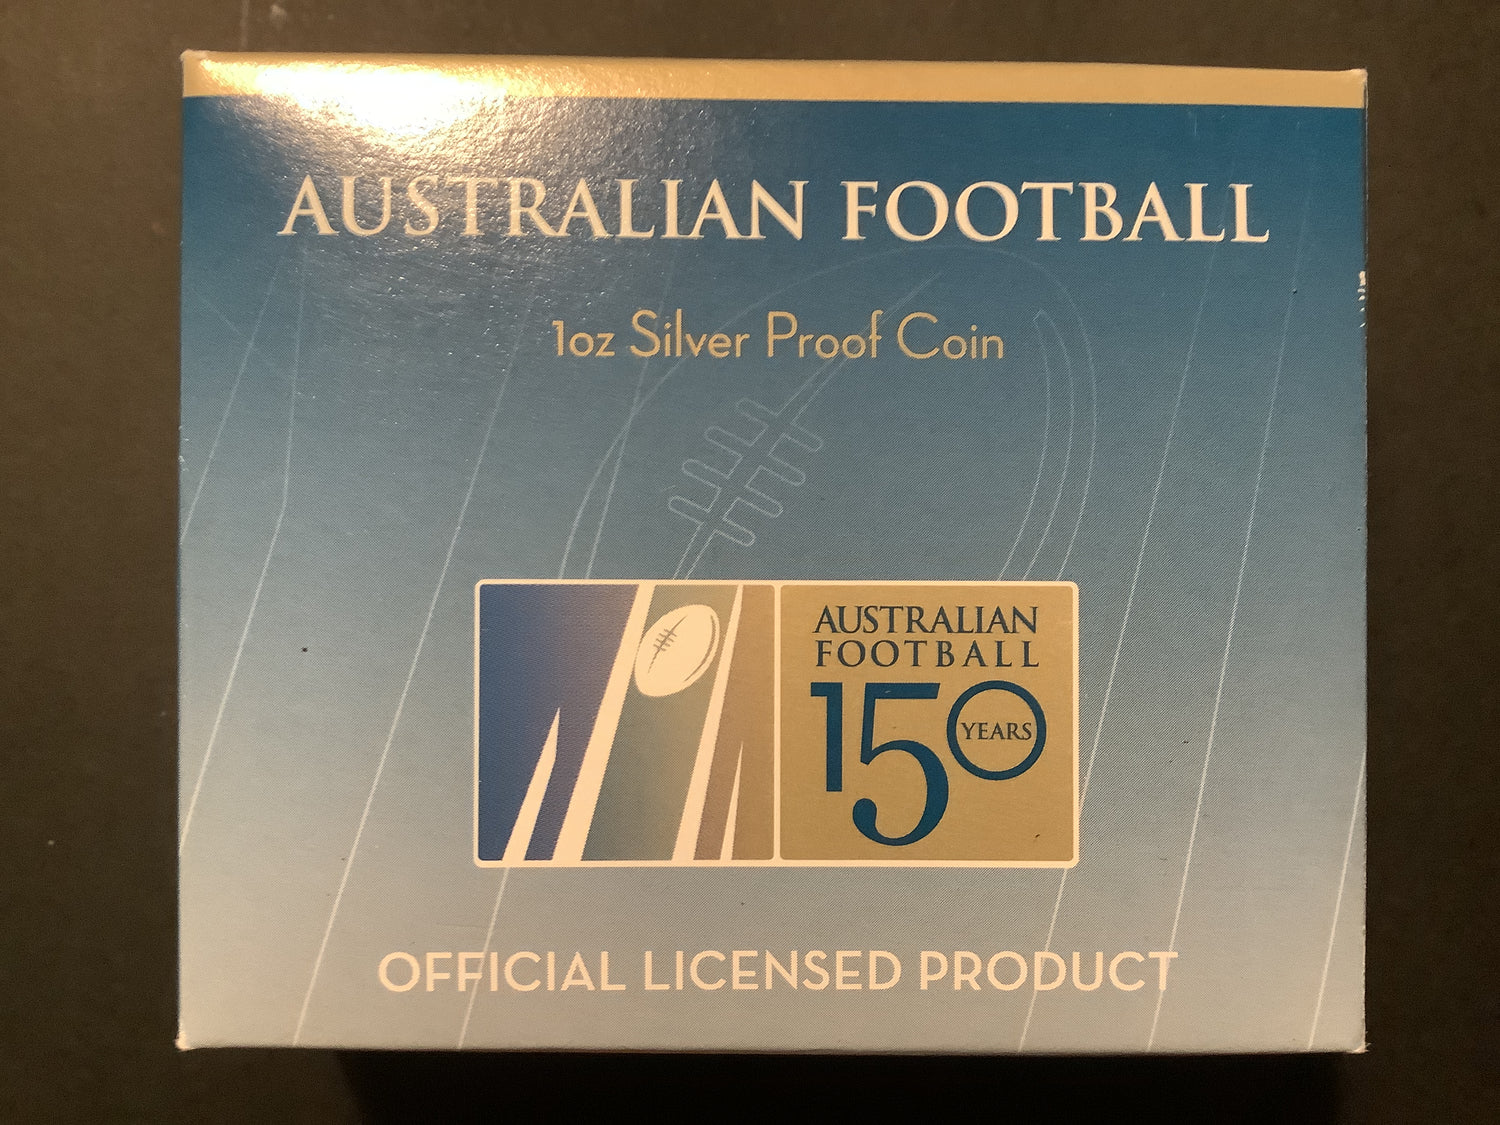 AUSTRALIAN FOOTBALL
1oz Silver Proof Coin
AUSTRALIAN
FOOTBALL
150
YEARS
OFFICIAL LICENSED PRODUCT